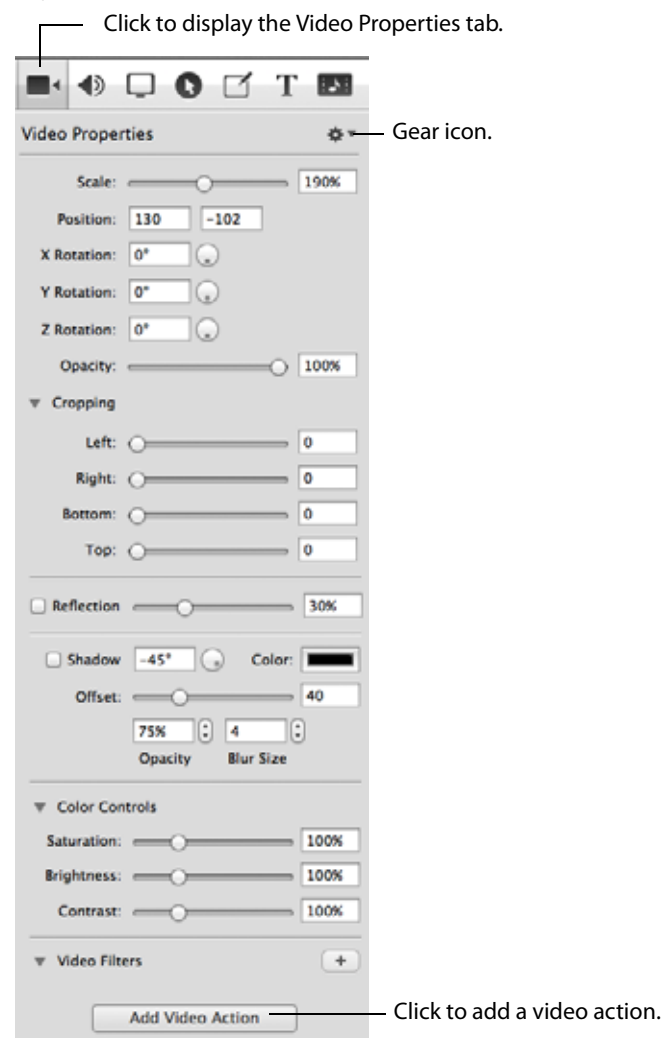 Click to display the Video Properties tab.
T
Video Properties
Gear icon.
Scale: 190%
Position: 130 -102
X Rotation: 0°
Y Rotation: 0°
Z Rotation: 0°
Opacity: 100%
Cropping
Left: 0
Right: 0
Bottom: 0
Top: 0
Reflection 30%
Shadow -45° Color:
Offset: 40
75% 4
Opacity Blur Size
Color Controls
Saturation: 100%
Brightness: 100%
Contrast: 100%
Video Filters +
Add Video Action
Click to add a video action.